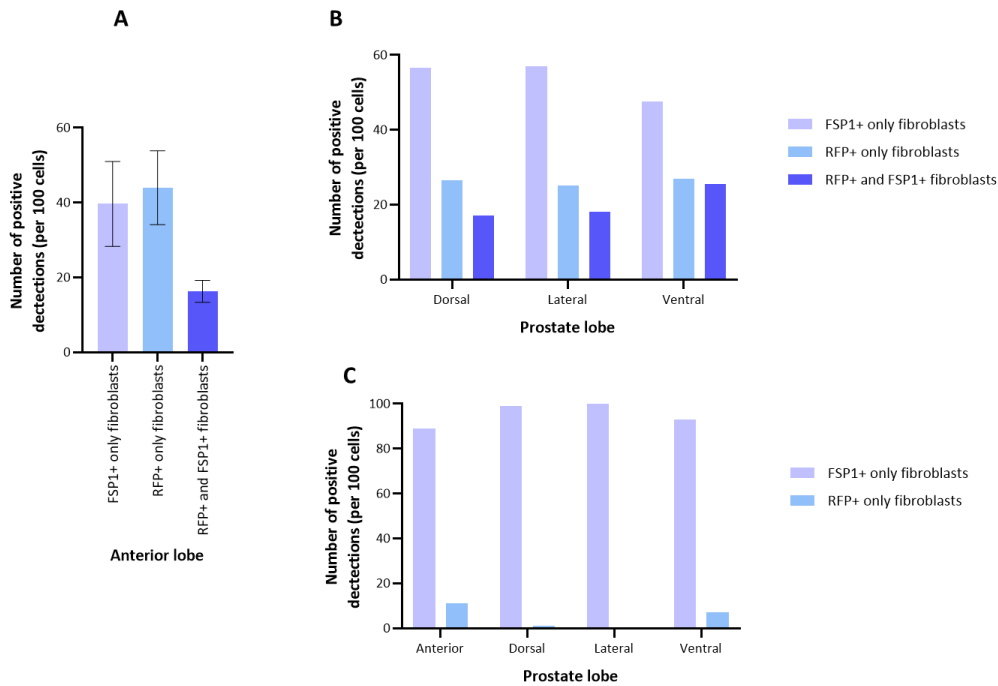 A
Number of positive
dectections (per 100 cells)
60
40
20
0
FSP1+ only fibroblasts
RFP+ only fibroblasts
RFP+ and FSP1+ fibroblasts
Anterior lobe
B
Number of positive
dectections (per 100 cells)
60
40
20
0
Dorsal
Lateral
Ventral
Prostate lobe
FSP1+ only fibroblasts
RFP+ only fibroblasts
RFP+ and FSP1+ fibroblasts
C
Number of positive
dectections (per 100 cells)
100
80
60
40
20
0
Anterior
Dorsal
Lateral
Ventral
Prostate lobe
FSP1+ only fibroblasts
RFP+ only fibroblasts